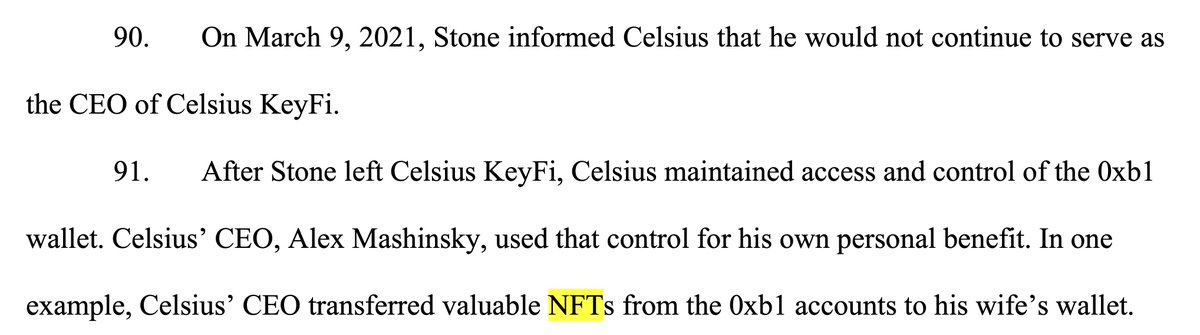 90. On March 9, 2021, Stone informed Celsius that he would not continue to serve as
the CEO of Celsius KeyFi.
91. After Stone left Celsius KeyFi, Celsius maintained access and control of the 0xb1
wallet. Celsius’ CEO, Alex Mashinsky, used that control for his own personal benefit. In one
example, Celsius’ CEO transferred valuable NFTs from the 0xb1 accounts to his wife’s wallet.